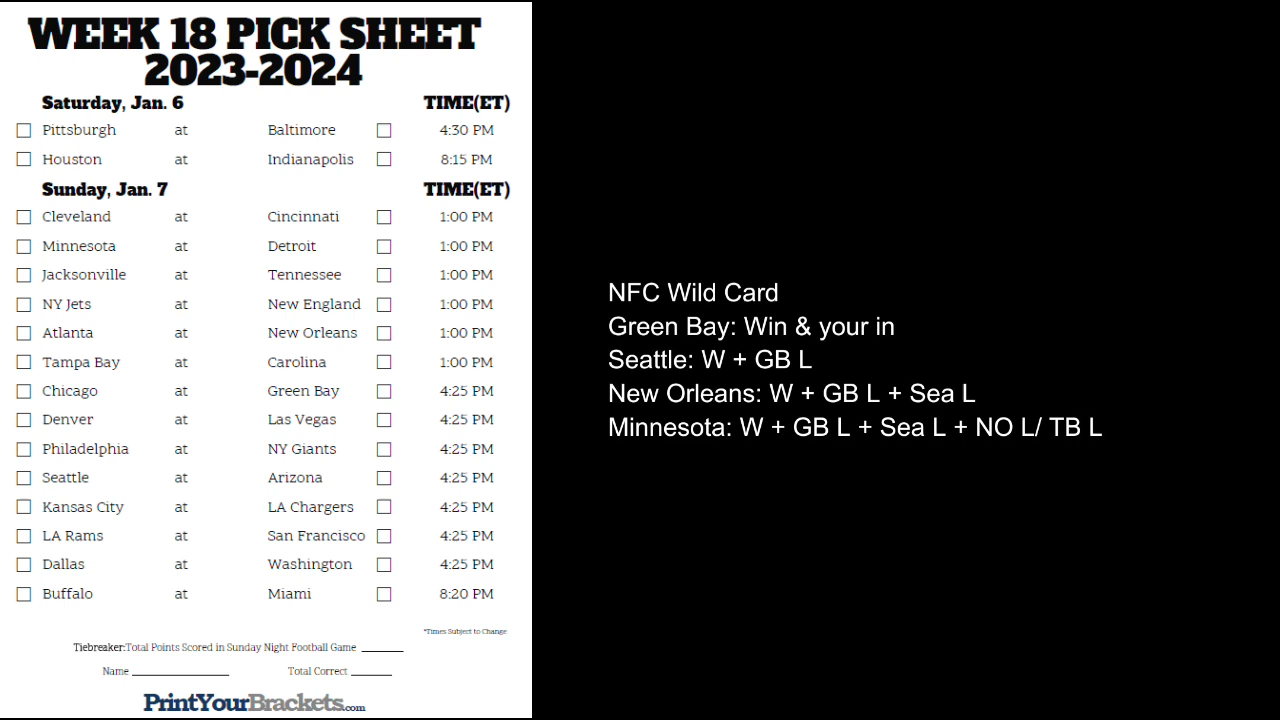 WEEK 18 PICK SHEET
2023-2024
Saturday, Jan. 6 TIME(ET)
Pittsburgh at Baltimore 4:30 PM
Houston at Indianapolis 8:15 PM
Sunday, Jan. 7 TIME(ET)
Cleveland at Cincinnati 1:00 PM
Minnesota at Detroit 1:00 PM
Jacksonville at Tennessee 1:00 PM
NY Jets at New England 1:00 PM
Atlanta at New Orleans 1:00 PM
Tampa Bay at Carolina 1:00 PM
Chicago at Green Bay 4:25 PM
Denver at Las Vegas 4:25 PM
Philadelphia at NY Giants 4:25 PM
Seattle at Arizona 4:25 PM
Kansas City at LA Chargers 4:25 PM
LA Rams at San Francisco 4:25 PM
Dallas at Washington 4:25 PM
Buffalo at Miami 8:20 PM
*Times Subject to Change
Tiebreaker:Total Points Scored in Sunday Night Football Game
Name Total Correct
PrintYourBrackets.com
NFC Wild Card
Green Bay: Win & your in
Seattle: W + GB L
New Orleans: W + GB L + Sea L
Minnesota: W + GB L + Sea L + NO L/ TB L